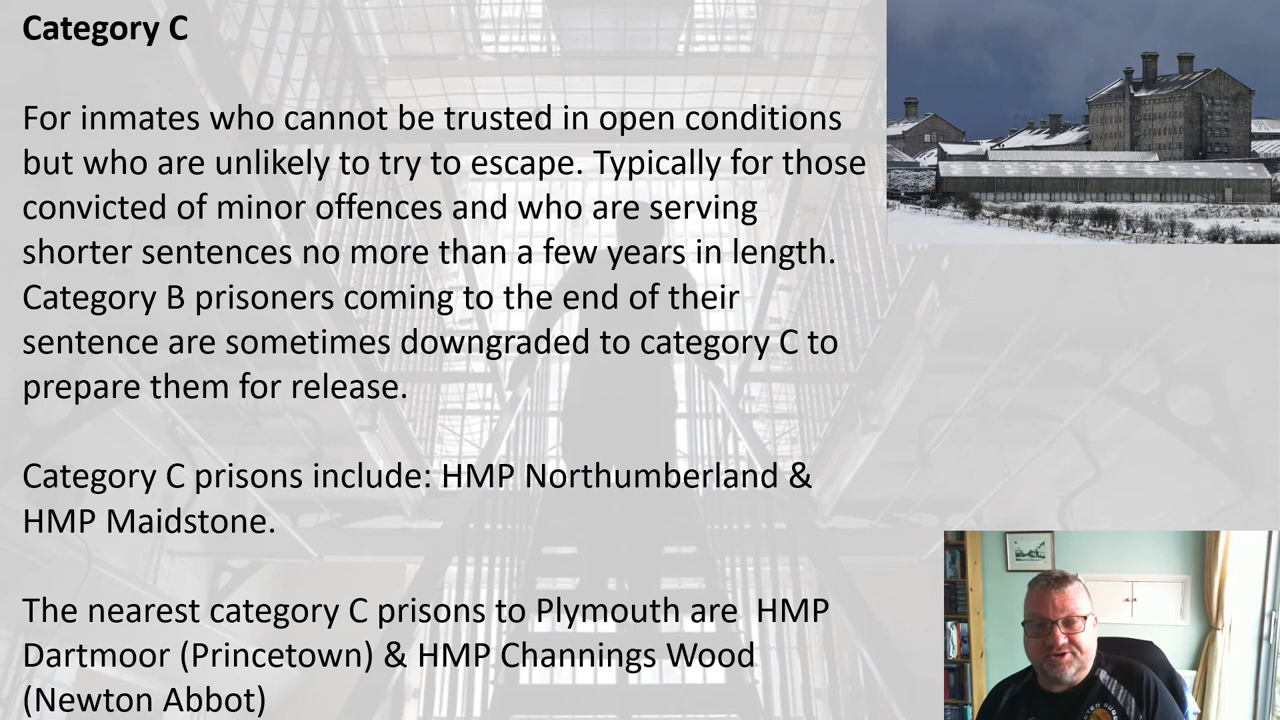 Category C
For inmates who cannot be trusted in open conditions
but who are unlikely to try to escape. Typically for those
convicted of minor offences and who are serving
shorter sentences no more than a few years in length.
Category B prisoners coming to the end of their
sentence are sometimes downgraded to category C to
prepare them for release.
Category C prisons include: HMP Northumberland &
HMP Maidstone.
The nearest category C prisons to Plymouth are HMP
Dartmoor (Princetown) & HMP Channings Wood
(Newton Abbot)